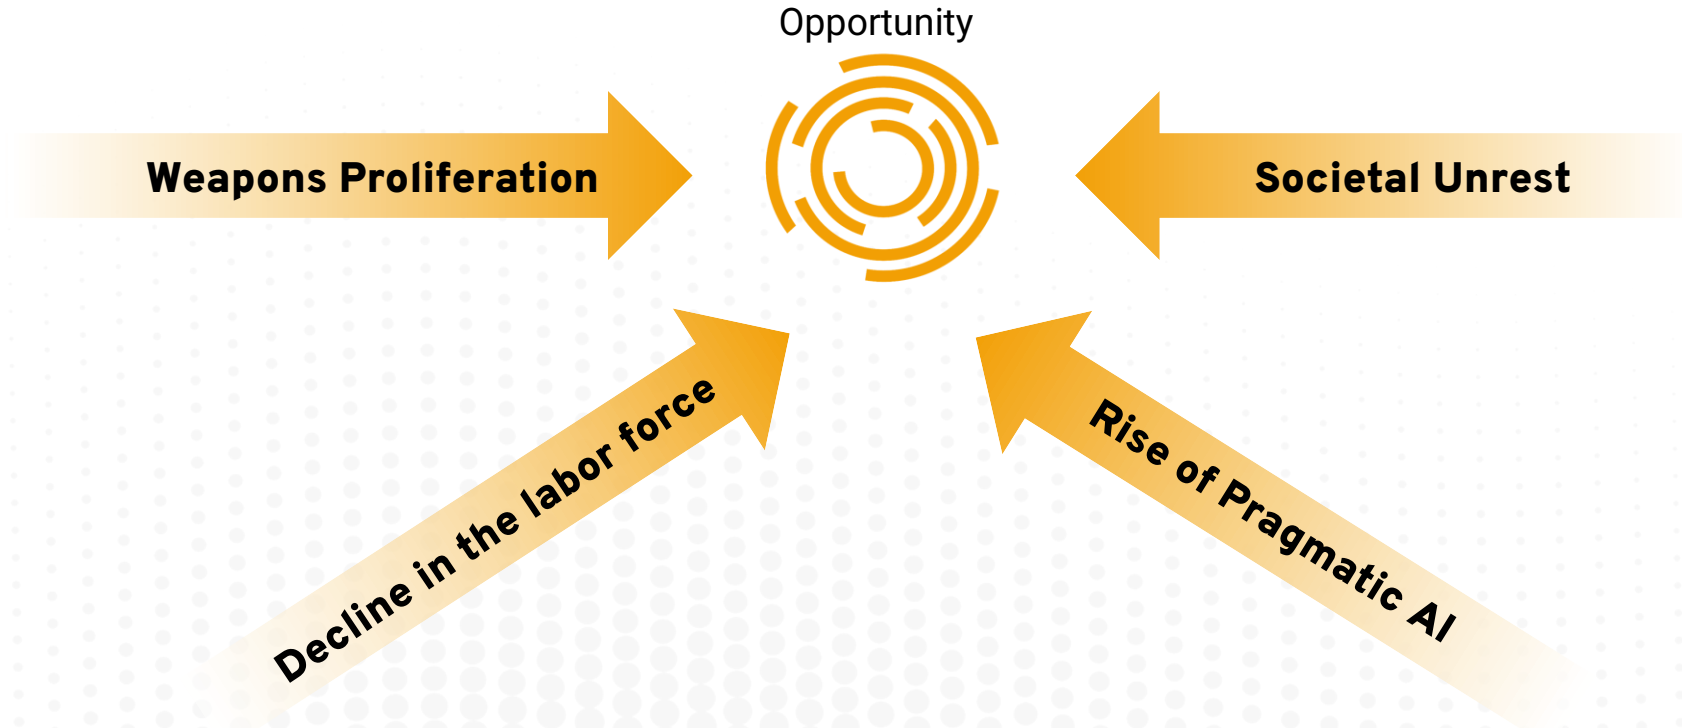 Opportunity
Weapons Proliferation
Societal Unrest
Decline in the labor force
Rise of Pragmatic AI